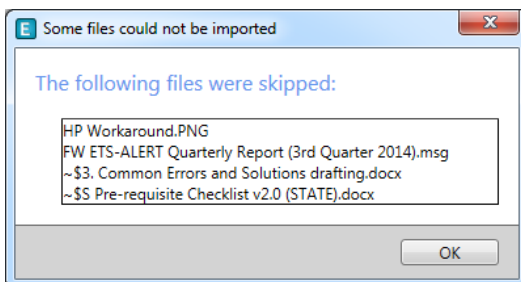 E Some files could not be imported
The following files were skipped:
HP Workaround.PNG
FW ETS-ALERT Quarterly Report (3rd Quarter 2014).msg
~$3. Common Errors and Solutions drafting.docx
~$S Pre-requisite Checklist v2.0 (STATE).docx
OK